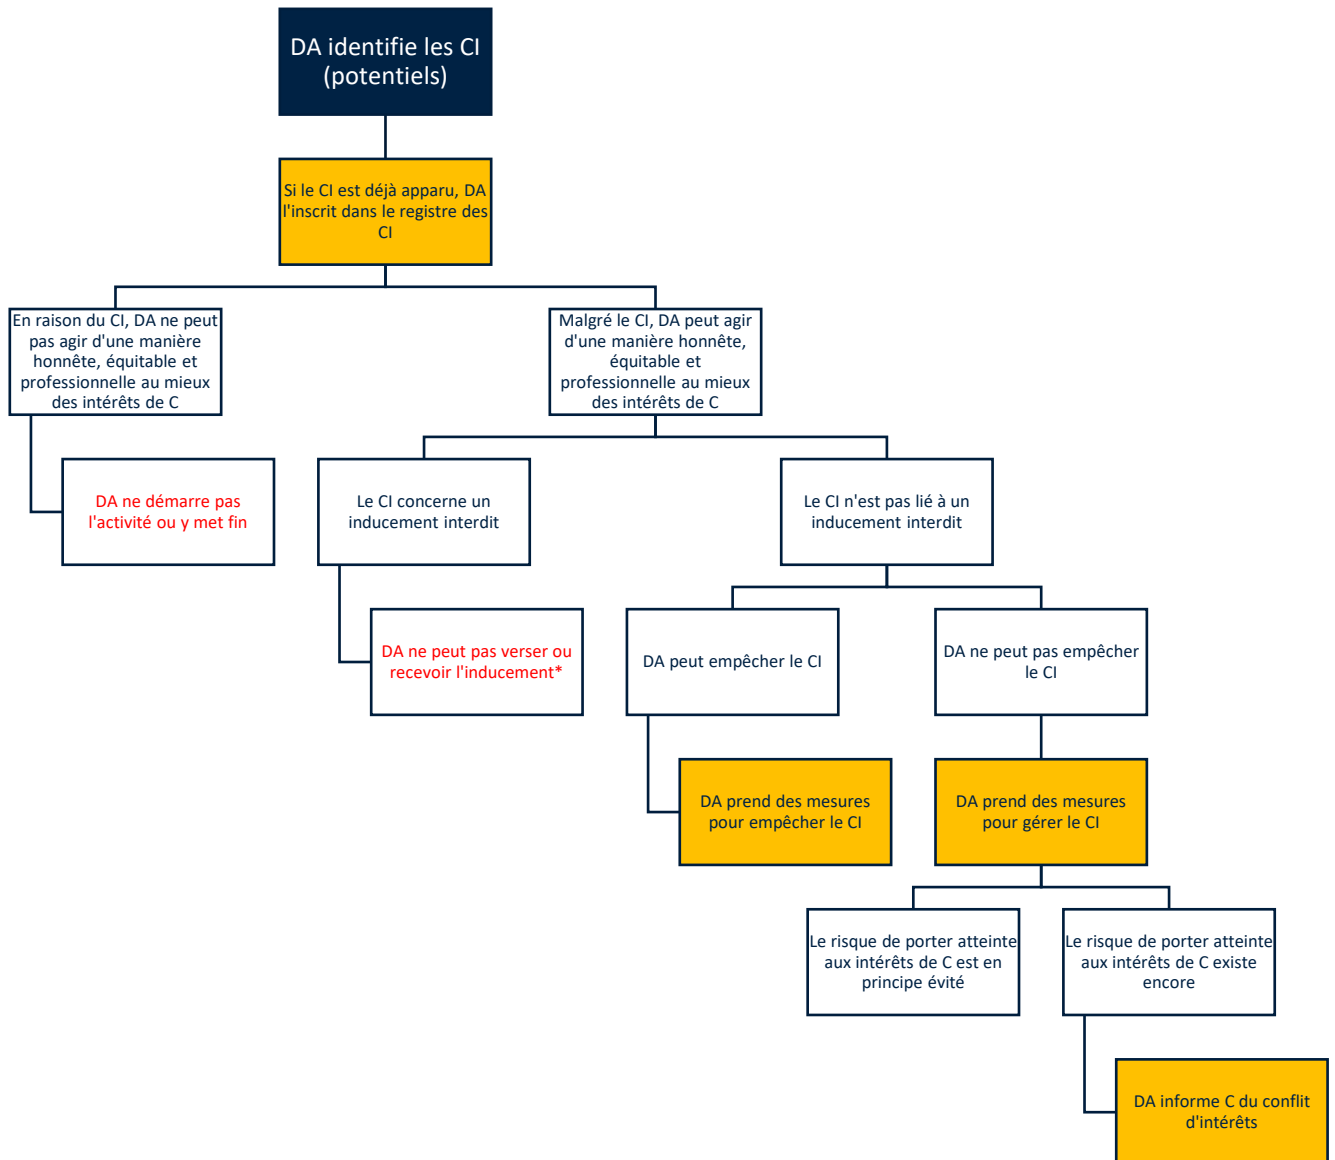 DA identifie les CI
(potentiels)
Si le CI est déjà apparu, DA
l'inscrit dans le registre des
CI
En raison du CI, DA ne peut
pas agir d'une manière
honnête, équitable et
professionnelle au mieux
des intérêts de C
Malgré le CI, DA peut agir
d'une manière honnête,
équitable et
professionnelle au mieux
des intérêts de C
DA ne démarre pas
l'activité ou y met fin
Le CI concerne un
inducement interdit
Le CI n'est pas lié à un
inducement interdit
DA ne peut pas verser ou
recevoir l'inducement*
DA peut empêcher le CI
DA ne peut pas empêcher
le CI
DA prend des mesures
pour empêcher le CI
DA prend des mesures
pour gérer le CI
Le risque de porter atteinte
aux intérêts de C est en
principe évité
Le risque de porter atteinte
aux intérêts de C existe
encore
DA informe C du conflit
d'intérêts